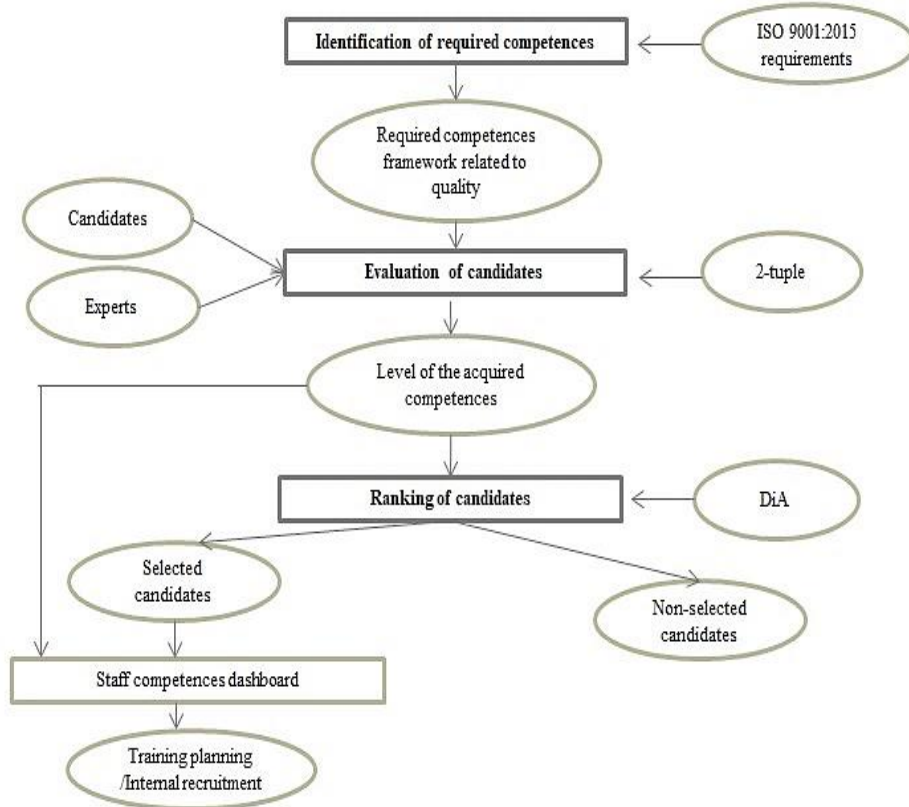 Identification of required competences
ISO 9001:2015
requirements
Required competences
framework related to
quality
Candidates
Experts
Evaluation of candidates
2-tuple
Level of the acquired
competences
Ranking of candidates
DiA
Selected
candidates
Non-selected
candidates
Staff competences dashboard
Training planning
/Internal recruitment